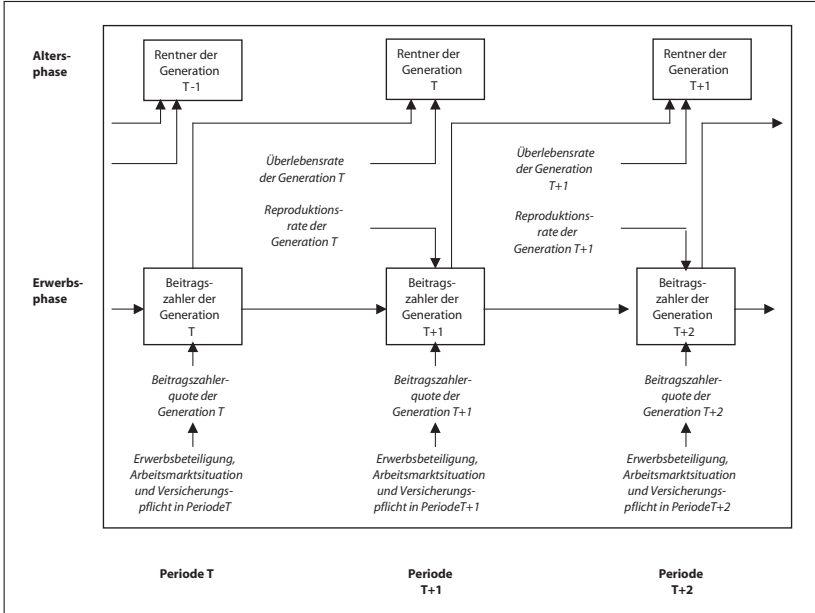 Alters-
phase
Rentner der
Generation
T-1
Rentner der
Generation
T
Rentner der
Generation
T+1
Überlebensrate
der Generation T
Überlebensrate
der Generation
T+1
Reproduktions-
rate der
Generation T
Reproduktions-
rate der
Generation T+1
Erwerbs-
phase
Beitrags-
zahler der
Generation
T
Beitrags-
zahler der
Generation
T+1
Beitrags-
zahler der
Generation
T+2
Beitragszahler-
quote der
Generation T
Beitragszahler-
quote der
Generation T+1
Beitragszahler-
quote der
Generation T+2
Erwerbsbeteiligung,
Arbeitsmarktsituation
und Versicherungs-
pflicht in PeriodeT
Erwerbsbeteiligung,
Arbeitsmarktsituation
und Versicherungs-
pflicht in PeriodeT+1
Erwerbsbeteiligung,
Arbeitsmarktsituation
und Versicherungs-
pflicht in PeriodeT+2
Periode T
Periode
T+1
Periode
T+2